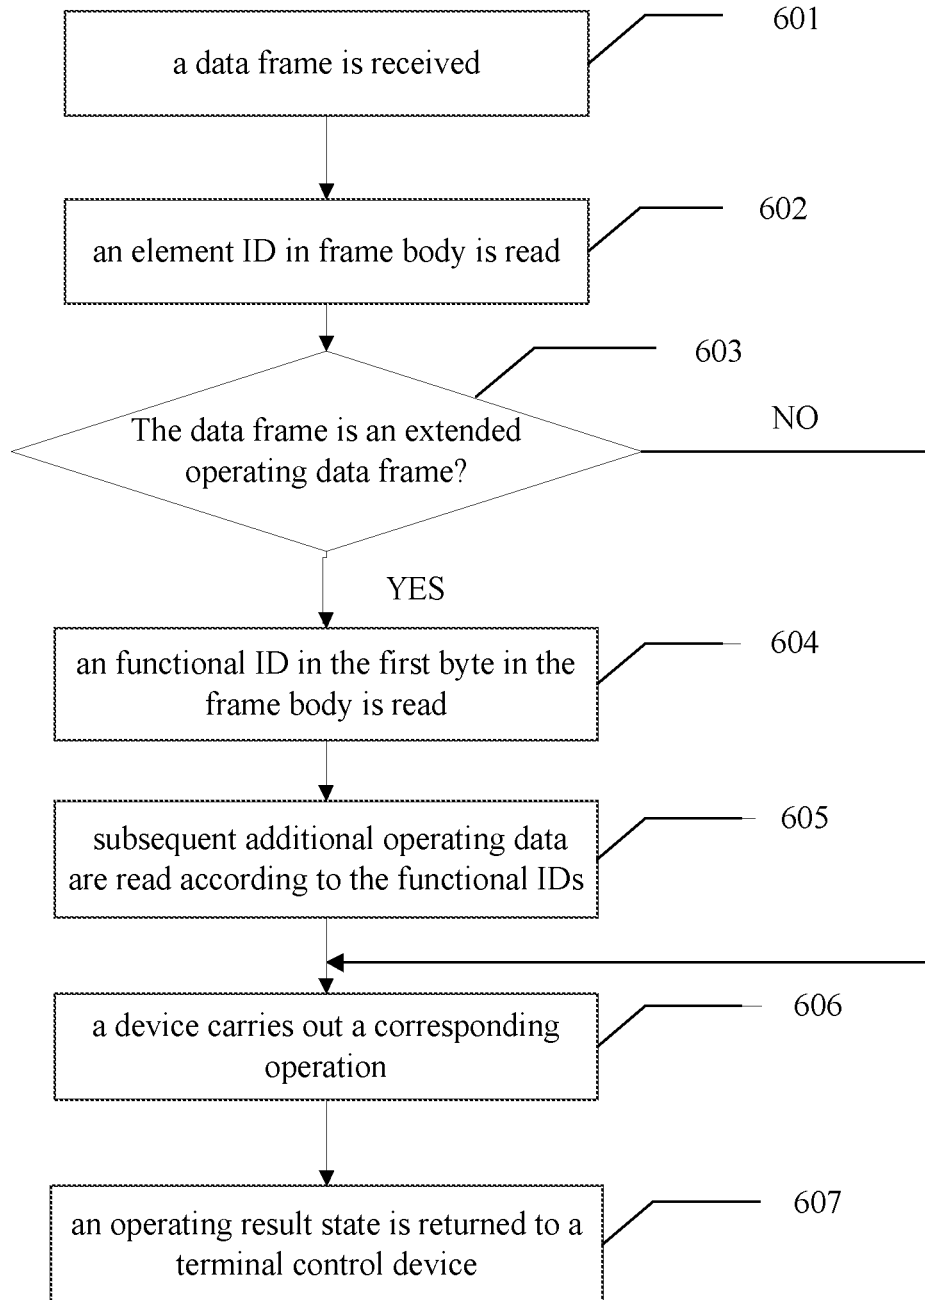 601
a data frame is received
602
an element ID in frame body is read
603
The data frame is an extended
operating data frame?
NO
YES
604
an functional ID in the first byte in the
frame body is read
605
subsequent additional operating data
are read according to the functional IDs
606
a device carries out a corresponding
operation
607
an operating result state is returned to a
terminal control device